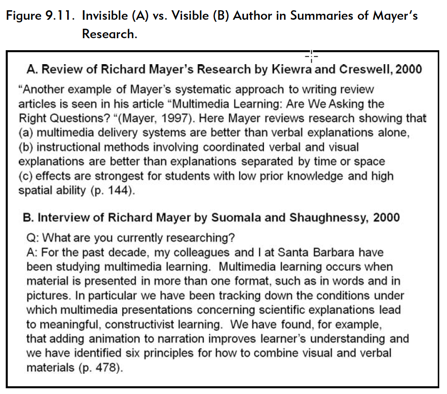 Figure 9.11. Invisible (A) vs. Visible (B) Author in Summaries of Mayer's
Research.
A. Review of Richard Mayer's Research by Kiewra and Creswell, 2000
"Another example of Mayer's systematic approach to writing review
articles is seen in his article "Multimedia Learning: Are We Asking the
Right Questions? "(Mayer, 1997). Here Mayer reviews research showing that
(a) multimedia delivery systems are better than verbal explanations alone,
(b) instructional methods involving coordinated verbal and visual
explanations are better than explanations separated by time or space
(c) effects are strongest for students with low prior knowledge and high
spatial ability (p. 144).
B. Interview of Richard Mayer by Suomala and Shaughnessy, 2000
Q: What are you currently researching?
A: For the past decade, my colleagues and I at Santa Barbara have
been studying multimedia learning. Multimedia learning occurs when
material is presented in more than one format, such as in words and in
pictures. In particular we have been tracking down the conditions under
which multimedia presentations concerning scientific explanations lead
to meaningful, constructivist learning. We have found, for example,
that adding animation to narration improves learner's understanding and
we have identified six principles for how to combine visual and verbal
materials (p. 478).